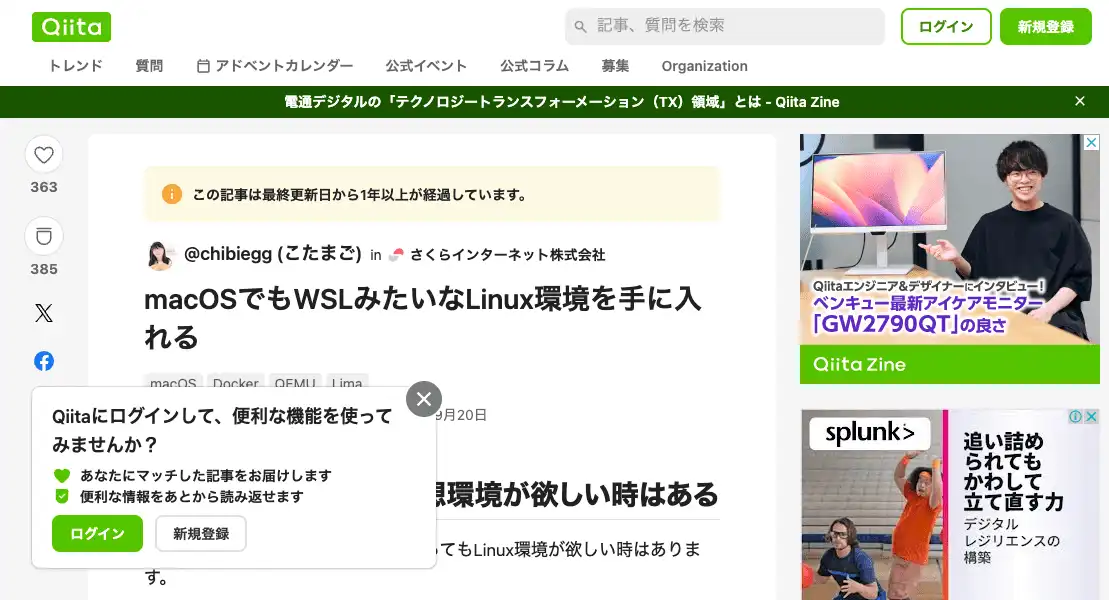 Qiita
記事、質問を検索
ログイン
新規登録
トレンド
質問
アドベントカレンダー
公式イベント
公式コラム
募集
Organization
電通デジタルの「テクノロジートランスフォーメーション（TX）領域」とは - Qiita Zine
363
385
この記事は最終更新日から1年以上が経過しています。
@chibiegg (こたまご) in さくらインターネット株式会社
macOSでもWSLみたいなLinux環境を手に入
れる
macOS Docker QEMU Lima
9月20日
Qiitaにログインして、便利な機能を使って
みませんか？
あなたにマッチした記事をお届けします
便利な情報をあとから読み返せます
ログイン
新規登録
想環境が欲しい時はある
ってもLinux環境が欲しい時はありま
す。
Qiitaエンジニア&デザイナーにインタビュー!
ベンキュー最新アイケアモニター
「GW2790QT」の良さ
Qiita Zine
splunk>
追い詰め
られても
かわして
立て直す力
デジタル
レジリエンスの
構築